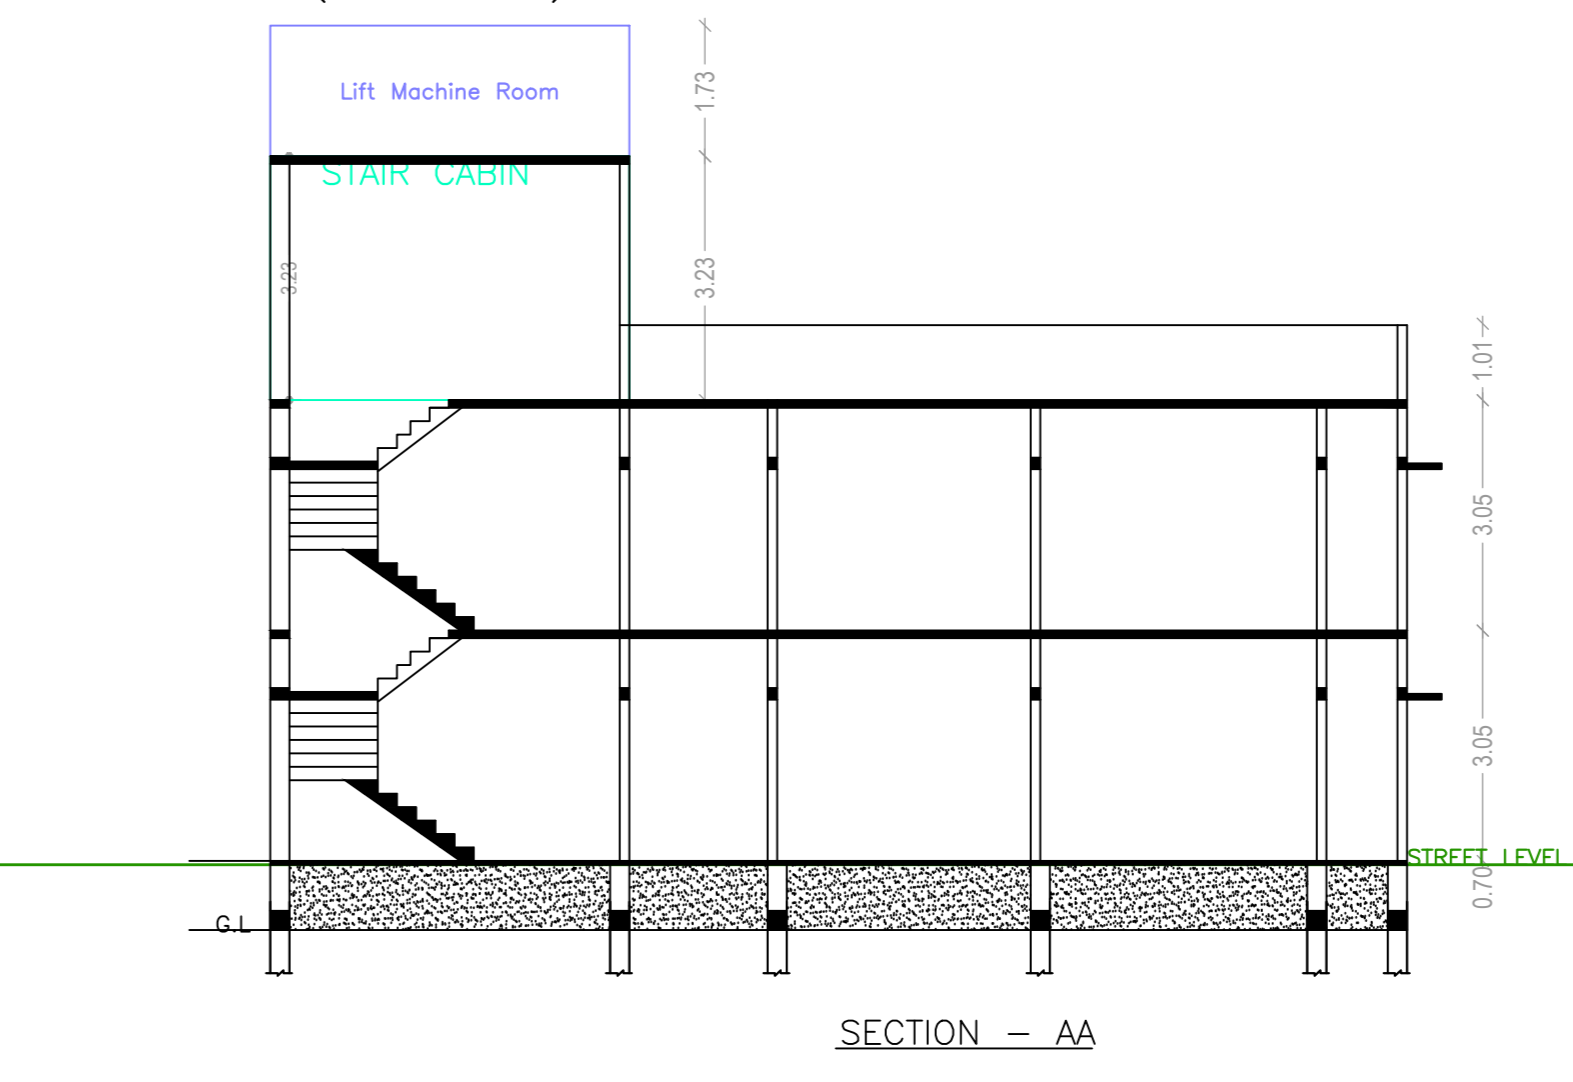 Lift Machine Room
1.73
STAIR CABIN
3.23
3.23
1.01
3.05
3.05
STREET LEVEL
0.70
G.L
SECTION - AA